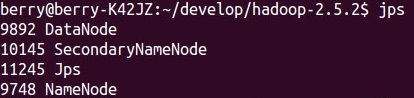 berry@berry-K42JZ:~/develop/hadoop-2.5.2$ jps
9892 DataNode
10145 SecondaryNameNode
11245 Jps
9748 NameNode